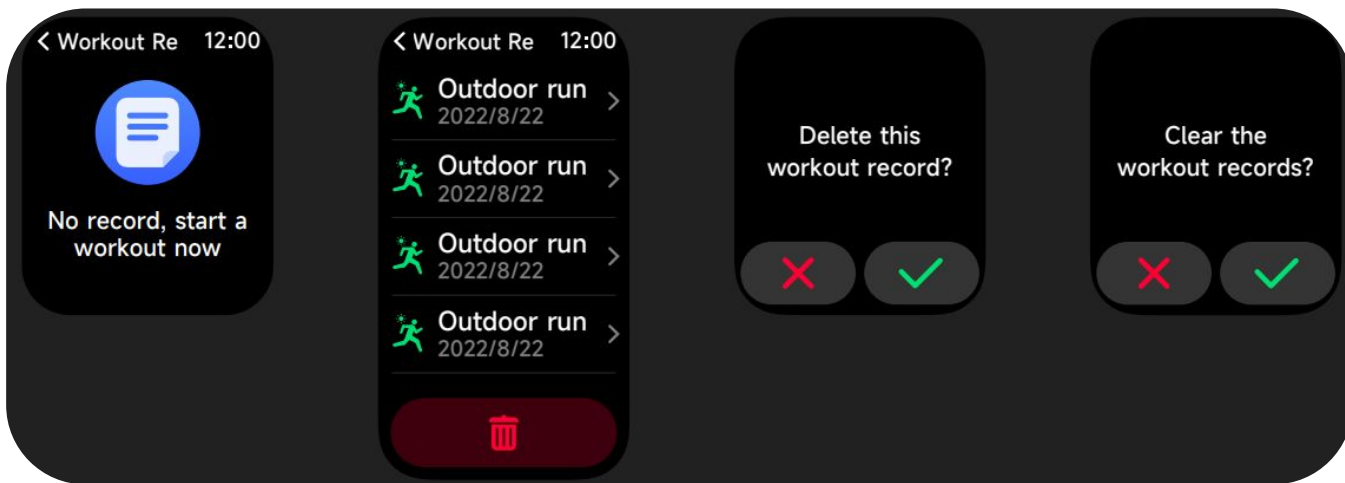 Workout Re 12:00
No record, start a
workout now
Workout Re 12:00
Outdoor run
2022/8/22
Outdoor run
2022/8/22
Outdoor run
2022/8/22
Outdoor run
2022/8/22
Delete this
workout record?
Clear the
workout records?